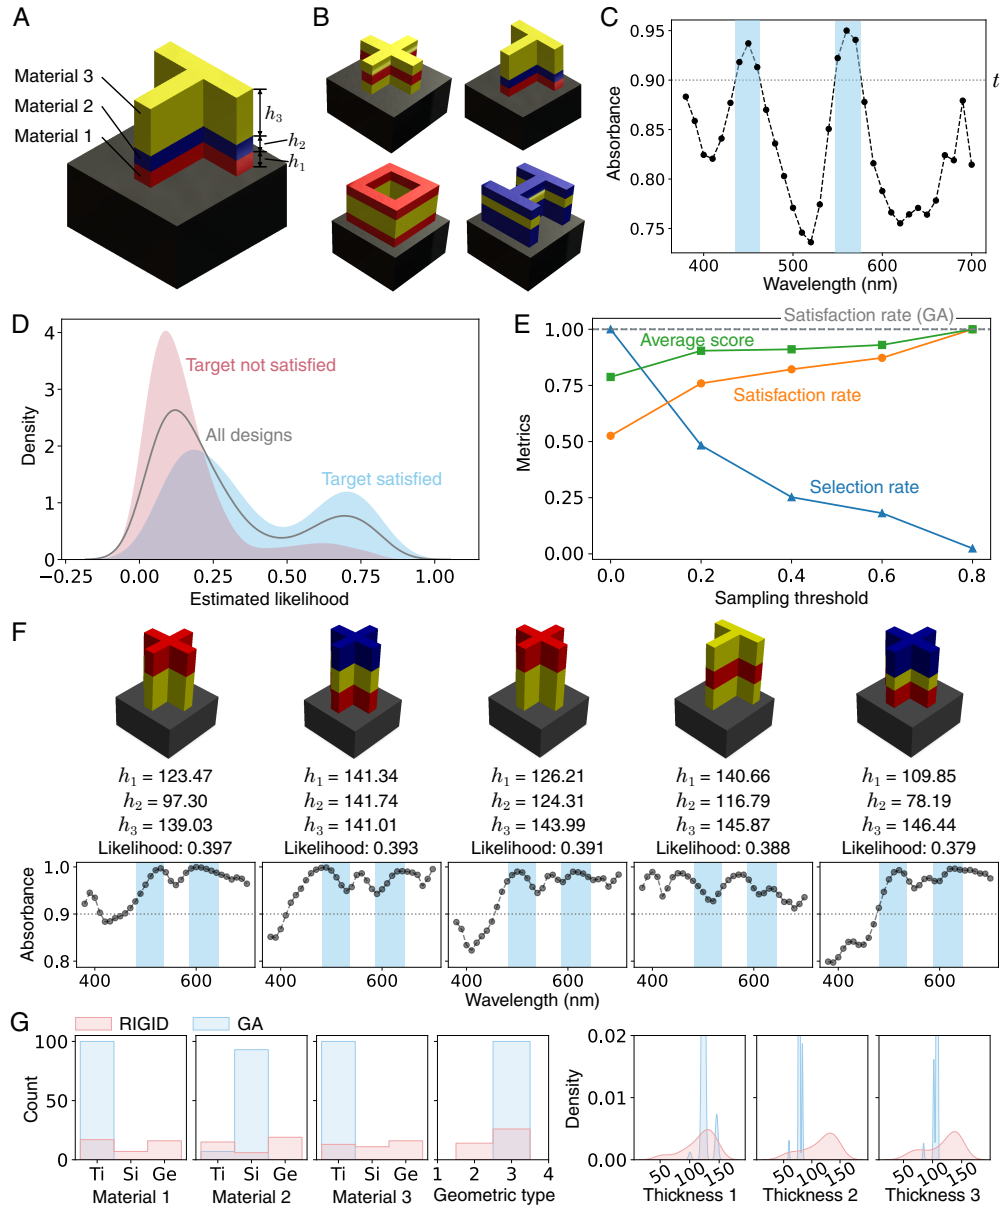 A
Material 3
Material 2
Material 1
h3
h2
h1
B
C
Absorbance
0.95
0.90
0.85
0.80
0.75
t
400 500 600 700
Wavelength (nm)
D
Density
4
3
2
1
0
Target not satisfied
All designs
Target satisfied
−0.25 0.00 0.25 0.50 0.75 1.00
Estimated likelihood
E
Metrics
1.00
0.75
0.50
0.25
0.00
Satisfaction rate (GA)
Average score
Satisfaction rate
Selection rate
0.0 0.2 0.4 0.6 0.8
Sampling threshold
F
h1 = 123.47
h2 = 97.30
h3 = 139.03
Likelihood: 0.397
h1 = 141.34
h2 = 141.74
h3 = 141.01
Likelihood: 0.393
h1 = 126.21
h2 = 124.31
h3 = 143.99
Likelihood: 0.391
h1 = 140.66
h2 = 116.79
h3 = 145.87
Likelihood: 0.388
h1 = 109.85
h2 = 78.19
h3 = 146.44
Likelihood: 0.379
Absorbance
1.0
0.9
0.8
400 600
400 600
400 600
400 600
400 600
Wavelength (nm)
G
RIGID GA
Count
100
50
0
Ti Si Ge
Material 1
Ti Si Ge
Material 2
Ti Si Ge
Material 3
1 2 3 4
Geometric type
Density
0.02
0.01
0.00
50 100 150
Thickness 1
50 100 150
Thickness 2
50 100 150
Thickness 3